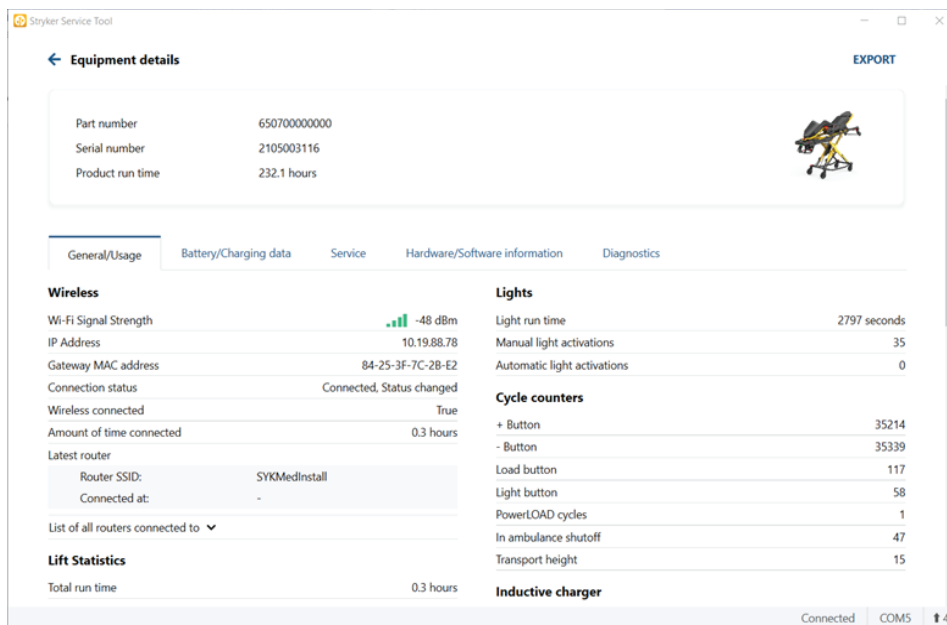 Stryker Service Tool
Equipment details
EXPORT
Part number 650700000000
Serial number 2105003116
Product run time 232.1 hours
General/Usage Battery/Charging data Service Hardware/Software information Diagnostics
Wireless
Wi-Fi Signal Strength -48 dBm
IP Address 10.19.88.78
Gateway MAC address 84-25-3F-7C-2B-E2
Connection status Connected, Status changed
Wireless connected True
Amount of time connected 0.3 hours
Latest router
Router SSID: SYKMedInstall
Connected at: -
List of all routers connected to
Lift Statistics
Total run time 0.3 hours
Lights
Light run time 2797 seconds
Manual light activations 35
Automatic light activations 0
Cycle counters
+ Button 35214
- Button 35339
Load button 117
Light button 58
PowerLOAD cycles 1
In ambulance shutoff 47
Transport height 15
Inductive charger
Connected COM5